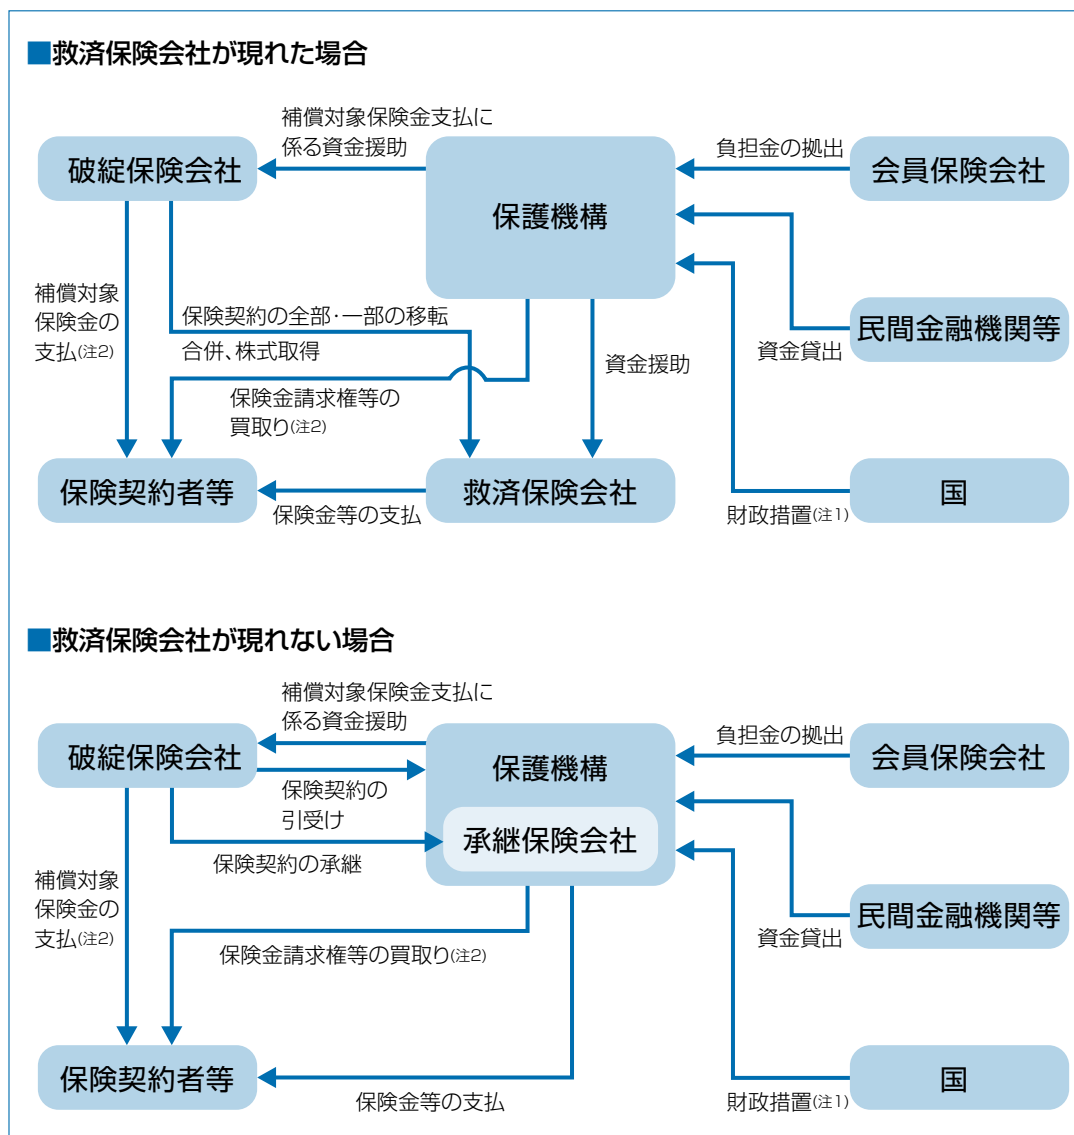 ■救済保険会社が現れた場合
補償対象保険金支払に
係る資金援助
負担金の拠出
破綻保険会社
保護機構
会員保険会社
補償対象
保険金の
支払(注2)
保険契約の全部・一部の移転
合併、株式取得
資金援助
民間金融機関等
資金貸出
保険金請求権等の
買取り(注2)
保険契約者等
救済保険会社
国
保険金等の支払
財政措置(注1)
■救済保険会社が現れない場合
補償対象保険金支払に
係る資金援助
負担金の拠出
破綻保険会社
保護機構
会員保険会社
保険契約の
引受け
承継保険会社
保険契約の承継
補償対象
保険金の
支払(注2)
民間金融機関等
資金貸出
保険金請求権等の買取り(注2)
保険契約者等
国
保険金等の支払
財政措置(注1)